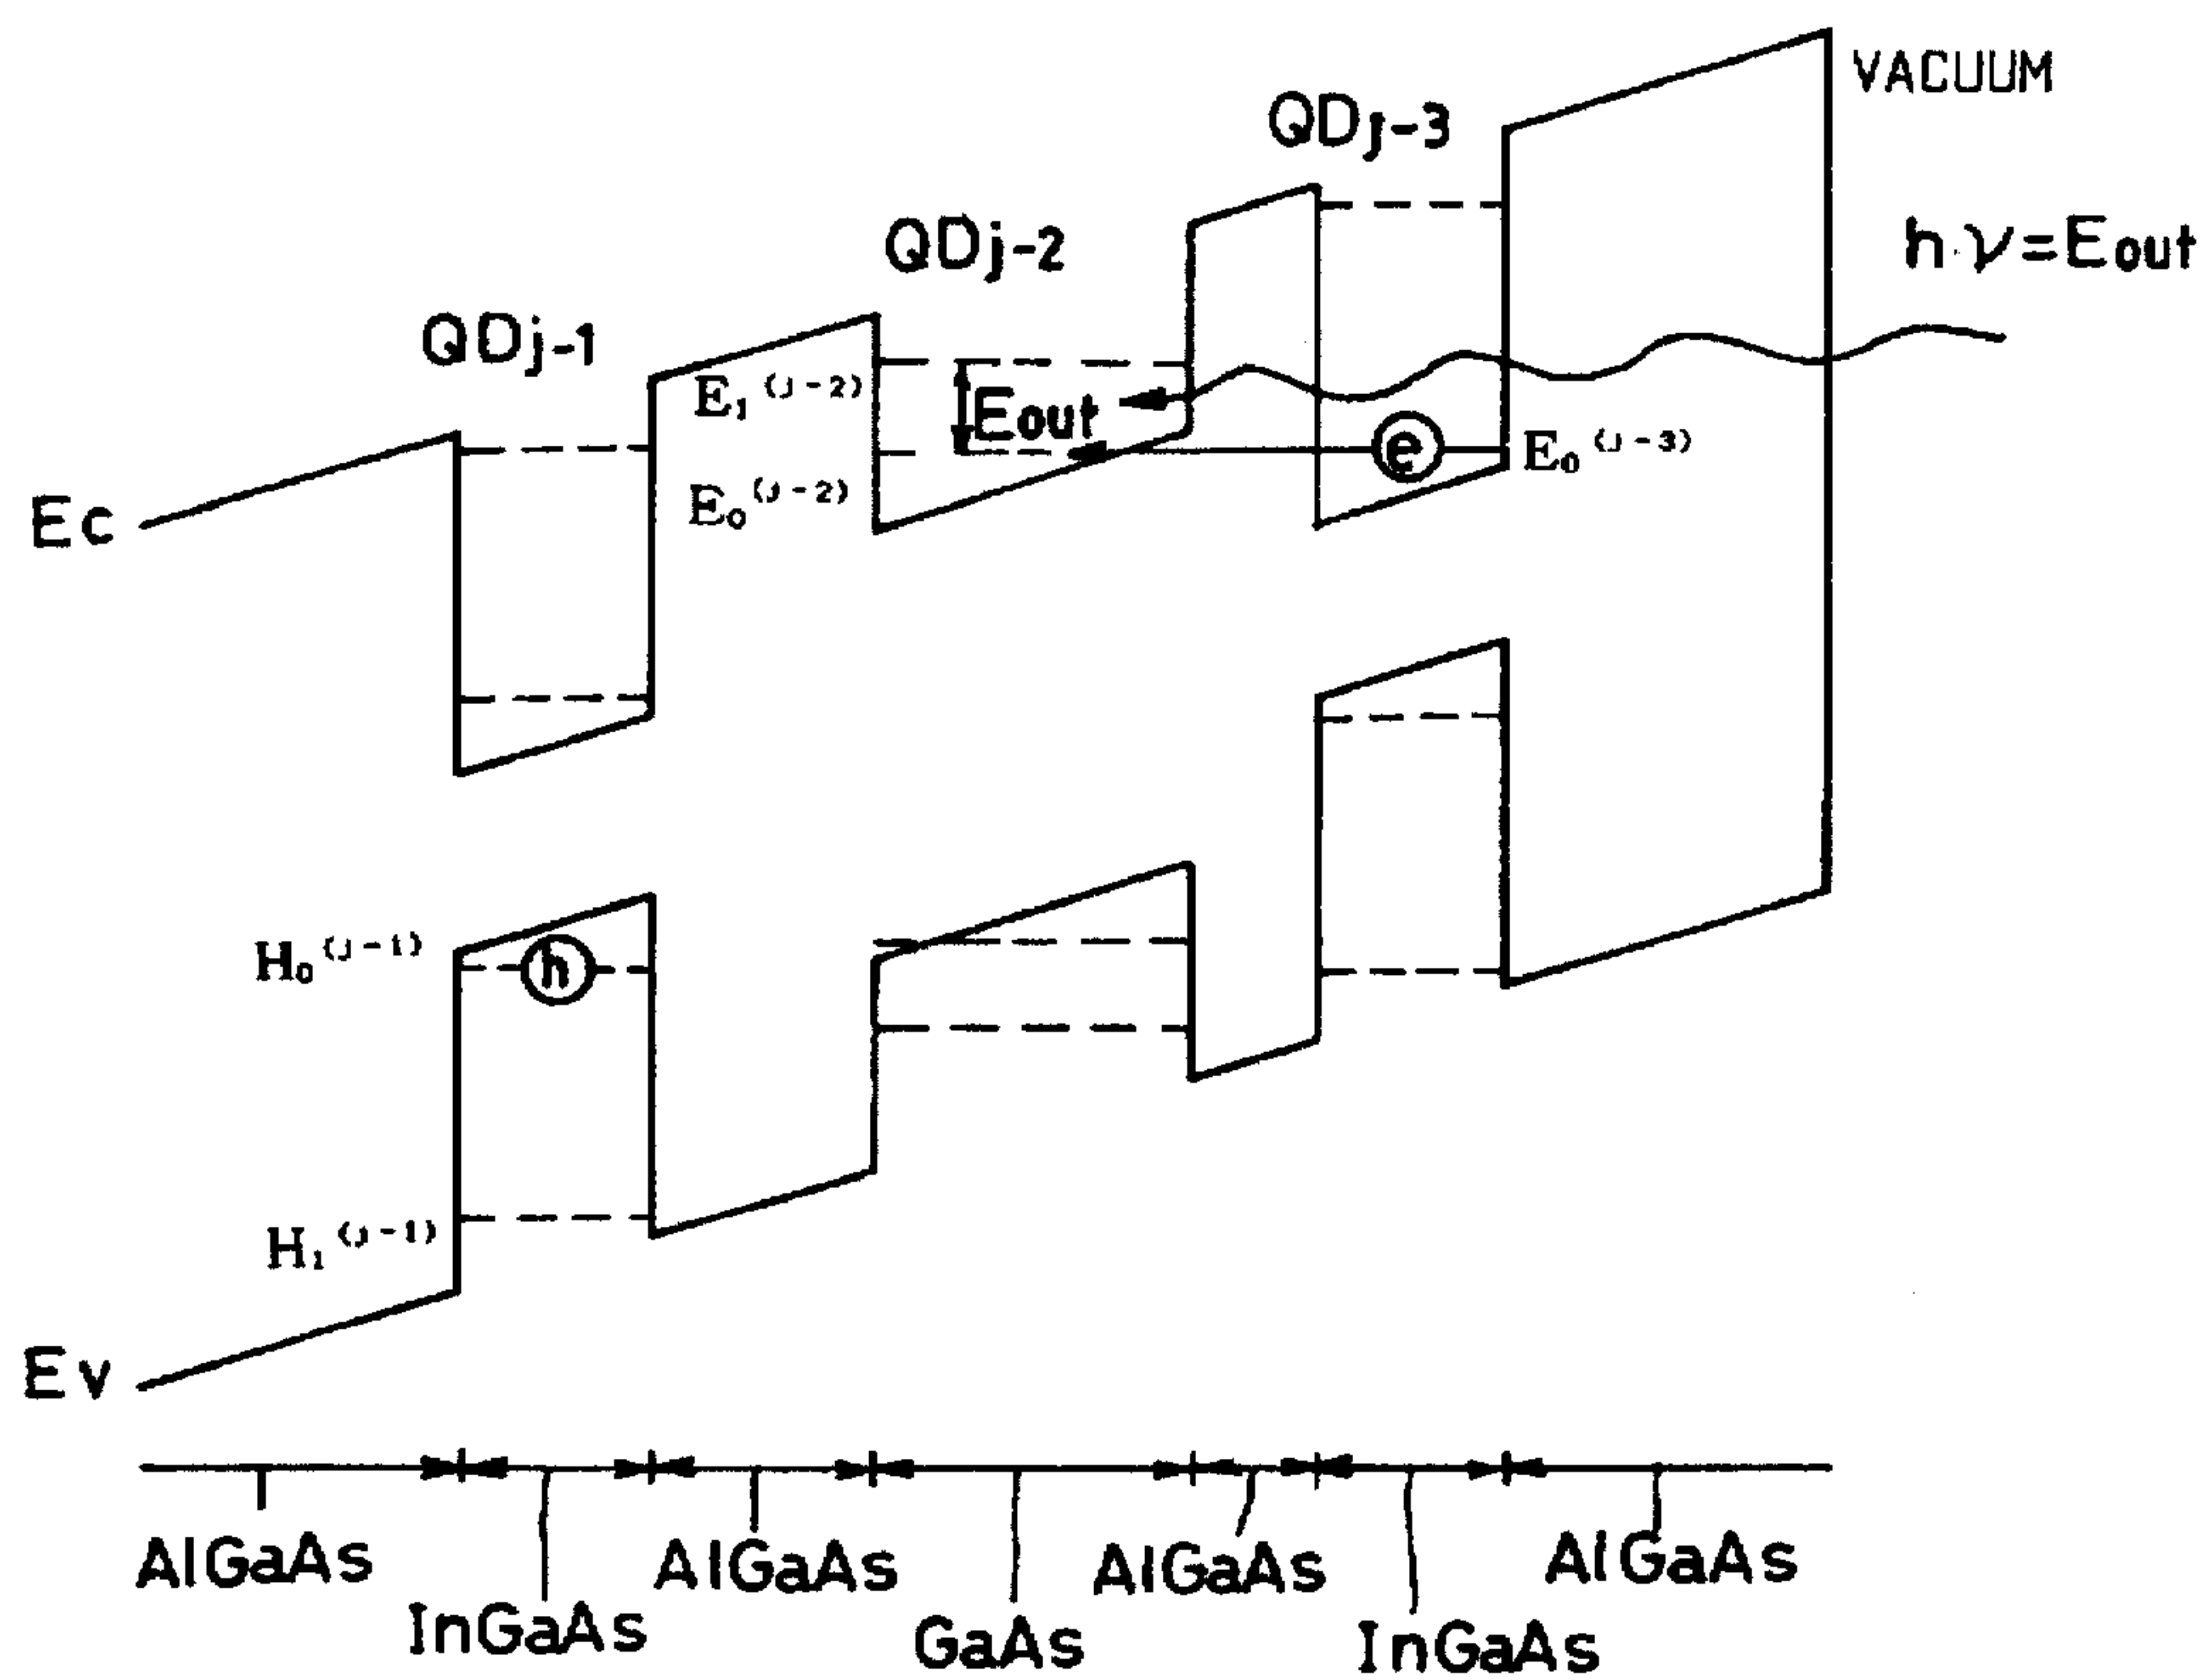 VACUUM
QDj-3
QDj-2
hν=Eout
QDj-1
E₁⁽ʲ⁻²⁾
Eout
e
E₀⁽ʲ⁻³⁾
E₀⁽ʲ⁻²⁾
Ec
H₀⁽ʲ⁻¹⁾
h
H₁⁽ʲ⁻¹⁾
Ev
AlGaAs
AlGaAs
AlGaAs
AlGaAs
InGaAs
GaAs
InGaAs